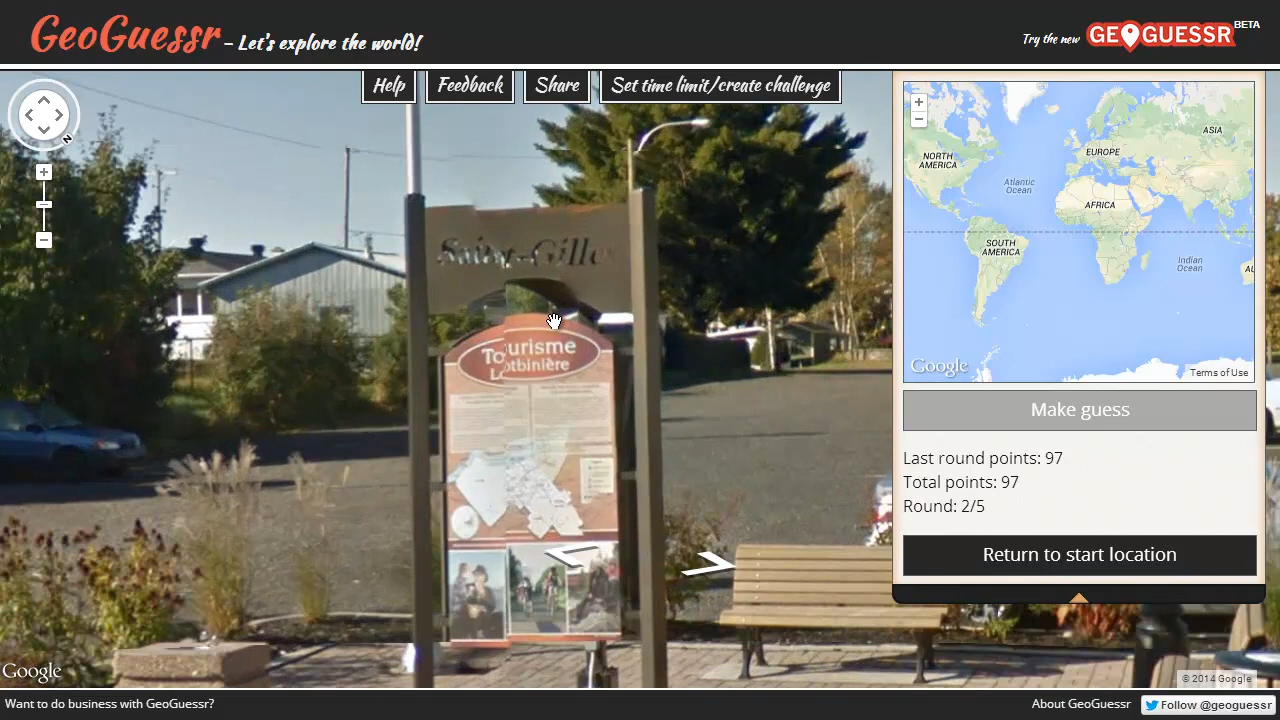 GeoGuessr – Let's explore the world!
Try the new GEOGUESSR BETA
Help
Feedback
Share
Set time limit/create challenge
N
Saint-Gilles
Tourisme
Lotbinière
+
−
NORTH
AMERICA
Atlantic
Ocean
EUROPE
ASIA
AFRICA
SOUTH
AMERICA
Indian
Ocean
AU
Google
Terms of Use
Make guess
Last round points: 97
Total points: 97
Round: 2/5
Return to start location
Google
© 2014 Google
Want to do business with GeoGuessr?
About GeoGuessr
Follow @geoguessr